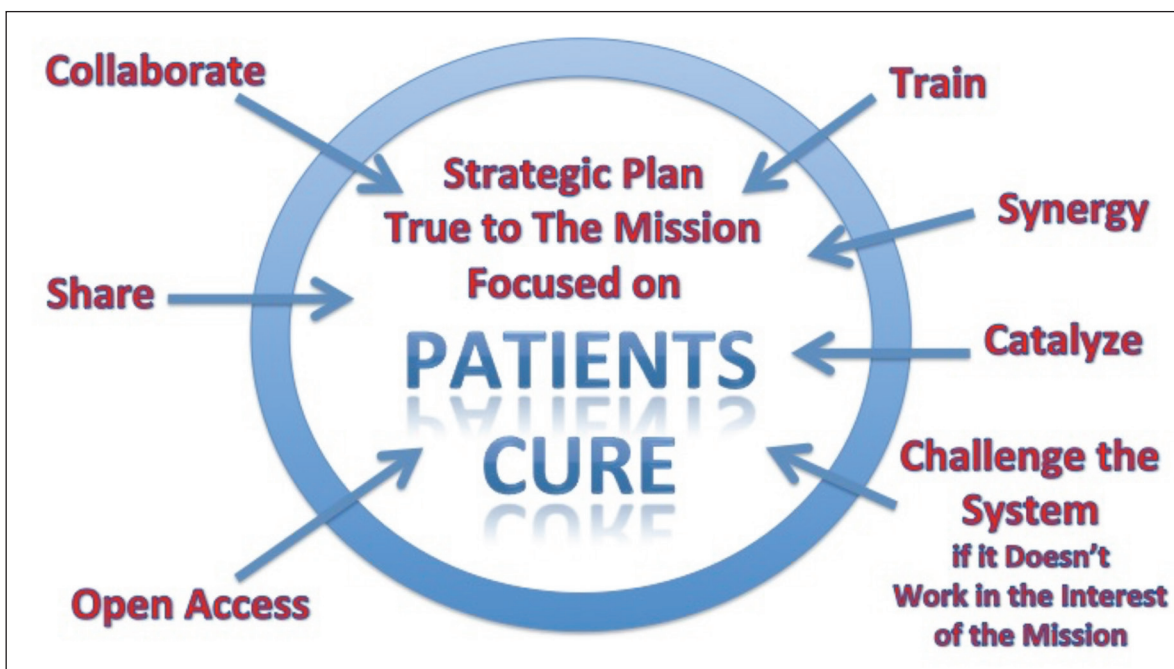 Collaborate
Train
Strategic Plan
True to The Mission
Focused on
PATIENTS
CURE
Synergy
Share
Catalyze
Challenge the
System
if it Doesn't
Work in the Interest
of the Mission
Open Access